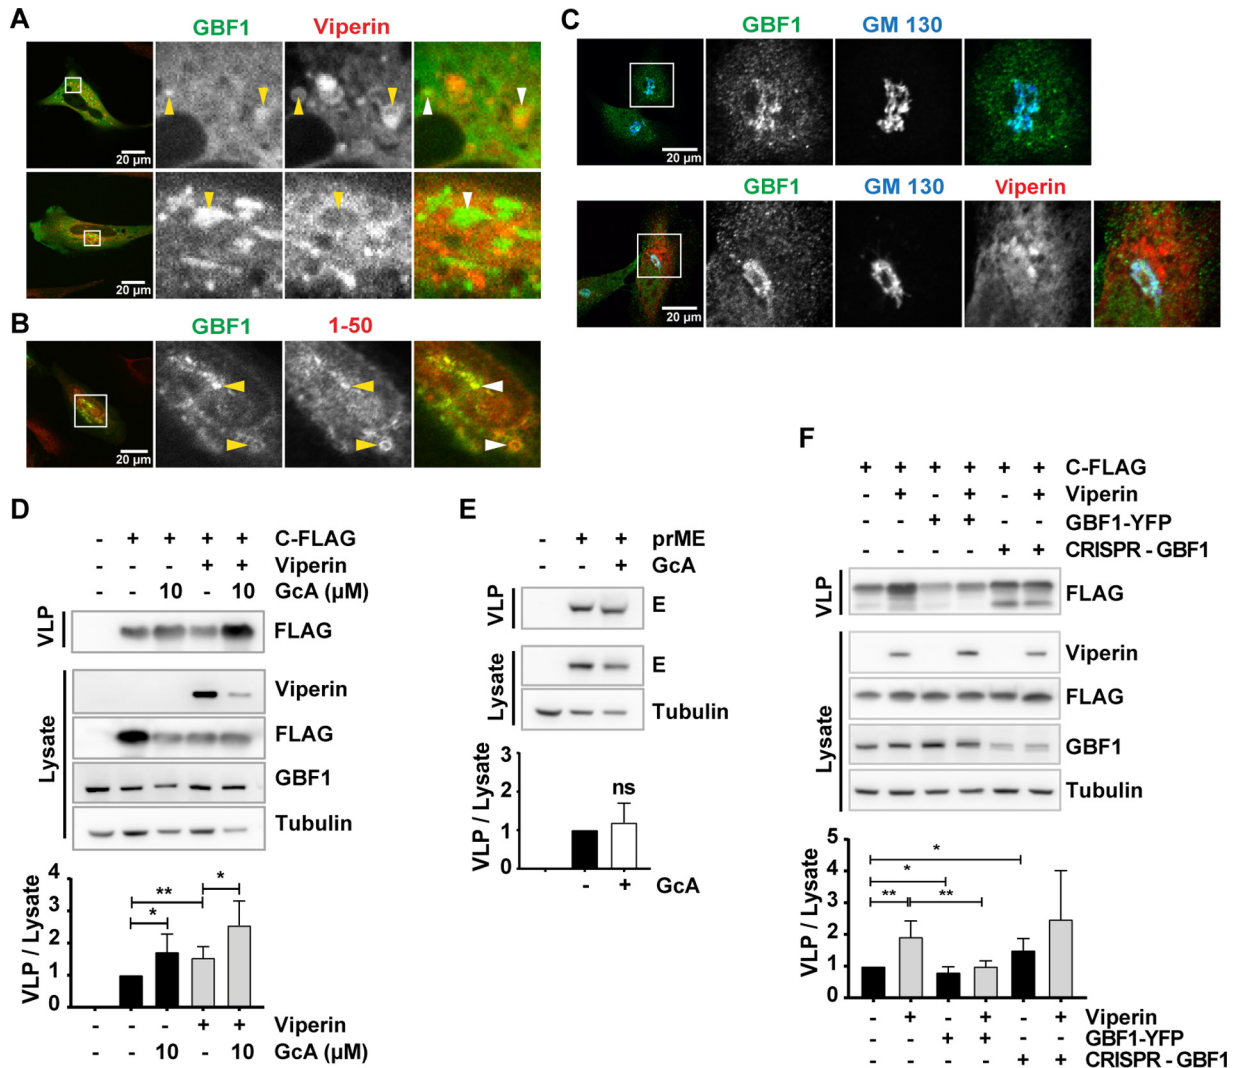 A
GBF1 Viperin
20 µm
20 µm
B
GBF1 1-50
20 µm
C
GBF1 GM 130
20 µm
GBF1 GM 130 Viperin
20 µm
D
- + + + + C-FLAG
- - - + + Viperin
- - 10 - 10 GcA (µM)
VLP
FLAG
Lysate
Viperin
FLAG
GBF1
Tubulin
VLP / Lysate
4
3
2
1
0
** *
*
- - - + + Viperin
- - 10 - 10 GcA (µM)
E
- + + prME
- - + GcA
VLP
E
Lysate
E
Tubulin
VLP / Lysate
3
2
1
0
ns
- + GcA
F
+ + + + + + C-FLAG
- + - + - + Viperin
- - + + - - GBF1-YFP
- - - - + + CRISPR - GBF1
VLP
FLAG
Lysate
Viperin
FLAG
GBF1
Tubulin
VLP / Lysate
5
4
3
2
1
0
*
*
** **
- + - + - + Viperin
- - + + - - GBF1-YFP
- - - - + + CRISPR - GBF1